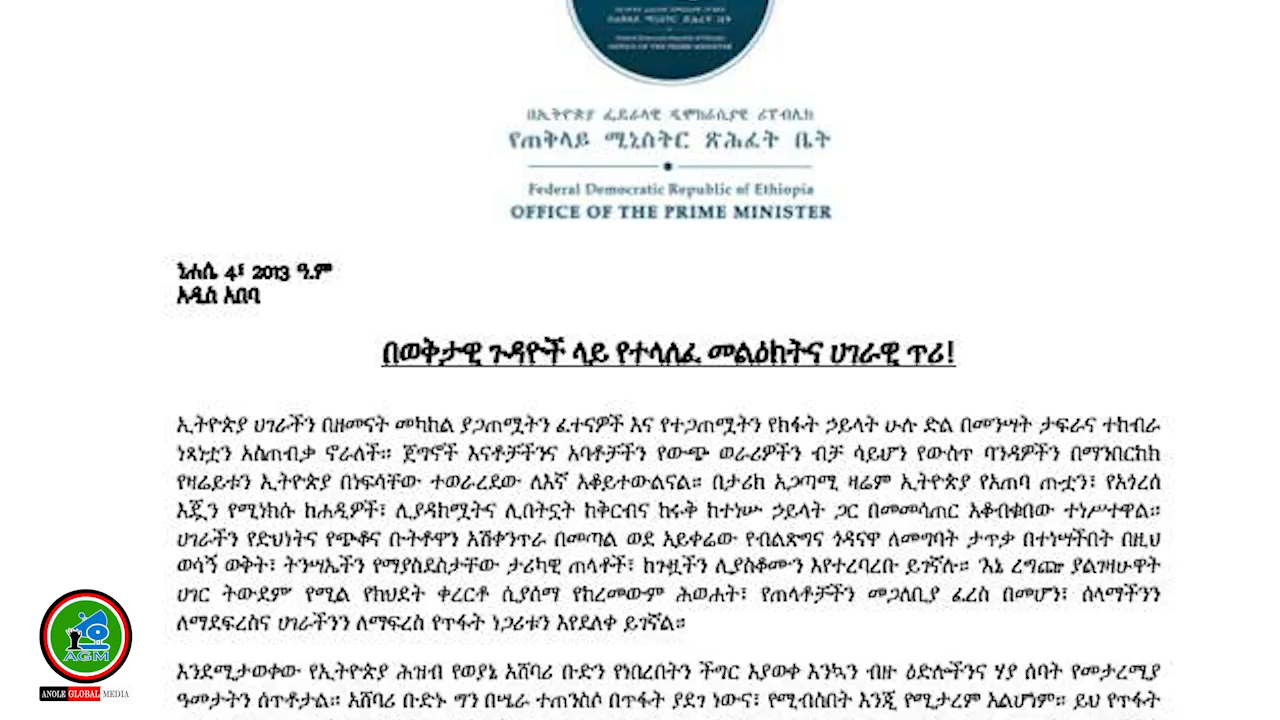 በኢትዮጵያ ፌደራላዊ ዲሞክራሲያዊ ሪፐብሊክ
የጠቅላይ ሚኒስትር ጽሕፈት ቤት
Federal Democratic Republic of Ethiopia
OFFICE OF THE PRIME MINISTER
ነሐሴ 4፣ 2013 ዓ.ም
አዲስ አበባ
በወቅታዊ ጉዳዮች ላይ የተላለፈ መልዕክትና ሀገራዊ ጥሪ!
ኢትዮጵያ ሀገራችን በዘመናት መካከል ያጋጠሟትን ፈተናዎች እና የተጋጠሟትን የክፋት ኃይላት ሁሉ ድል በመንሣት ታፍራና ተከብራ
ነጻነቷን አስጠብቃ ኖራለች። ጀግኖች እናቶቻችንና አባቶቻችን የውጭ ወራሪዎችን ብቻ ሳይሆን የውስጥ ባንዳዎችን በማንበርከክ
የዛሬይቱን ኢትዮጵያ በነፍሳቸው ተወራርደው ለእኛ አቆይተውልናል። በታሪክ አጋጣሚ ዛሬም ኢትዮጵያ የአጠባ ጡቷን፣ የአጎረሰ
እጇን የሚነክሱ ከሐዲዎች፣ ሊያዳክሟትና ሊበትኗት ከቅርብና ከሩቅ ከተነሡ ኃይላት ጋር በመመሳጠር አቆብቁበው ተነሥተዋል።
ሀገራችን የድህነትና የጭቆና ቡትቶዋን አሽቀንጥራ በመጣል ወደ አይቀሬው የብልጽግና ጎዳናዋ ለመግባት ታጥቃ በተነሣችበት በዚህ
ወሳኝ ወቅት፣ ትንሣኤችን የማያስደስታቸው ታሪካዊ ጠላቶች፣ ከጉዟችን ሊያስቆሙን እየተረባረቡ ይገኛሉ። 'እኔ ረግጬ ያልገዛሁዋት
ሀገር ትውደም የሚል የክህደት ቀረርቶ ሲያሰማ የከረመውም ሕወሐት፣ የጠላቶቻችን መጋለቢያ ፈረስ በመሆን፣ ሰላማችንን
ለማደፍረስና ሀገራችንን ለማፍረስ የጥፋት ነጋሪቱን እየደለቀ ይገኛል።
እንደሚታወቀው የኢትዮጵያ ሕዝብ የወያኔ አሸባሪ ቡድን የነበረበትን ችግር እያወቀ እንኳን ብዙ ዕድሎችንና ሃያ ሰባት የመታረሚያ
ዓመታትን ሰጥቶታል። አሸባሪ ቡድኑ ግን በሤራ ተጠንስሶ በጥፋት ያደገ ነውና፣ የሚብስበት እንጂ የሚታረም አልሆነም። ይህ የጥፋት
AGM
ANOLE GLOBAL MEDIA